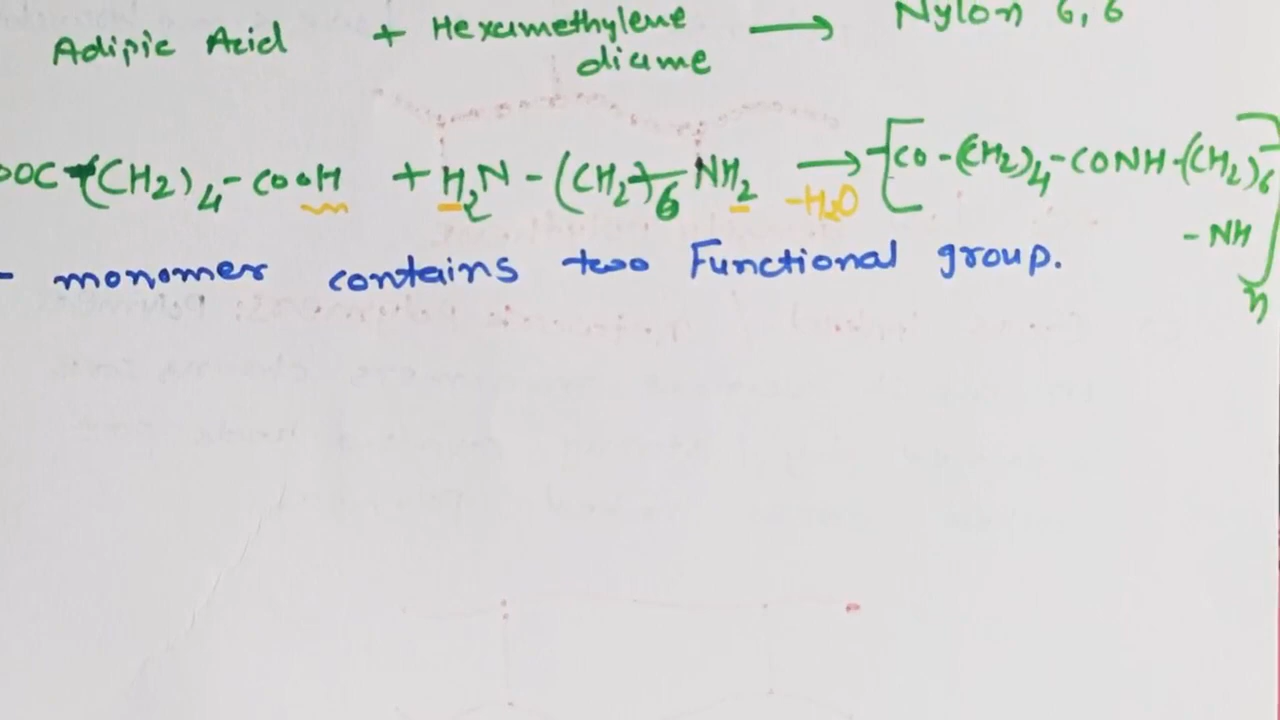 Adipic Acid + Hexamethylene diame → Nylon 6,6
OOC-(CH2)4-COOH + H2N-(CH2)6-NH2 → -H2O [CO-(CH2)4-CONH-(CH2)6-NH]n
- monomer contains two Functional group.